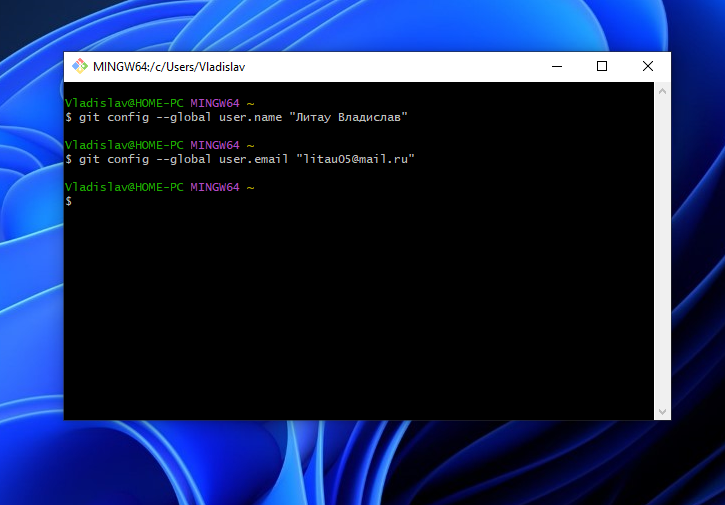 MINGW64:/c/Users/Vladislav
Vladislav@HOME-PC MINGW64 ~
$ git config --global user.name "Литау Владислав"
Vladislav@HOME-PC MINGW64 ~
$ git config --global user.email "litau05@mail.ru"
Vladislav@HOME-PC MINGW64 ~
$